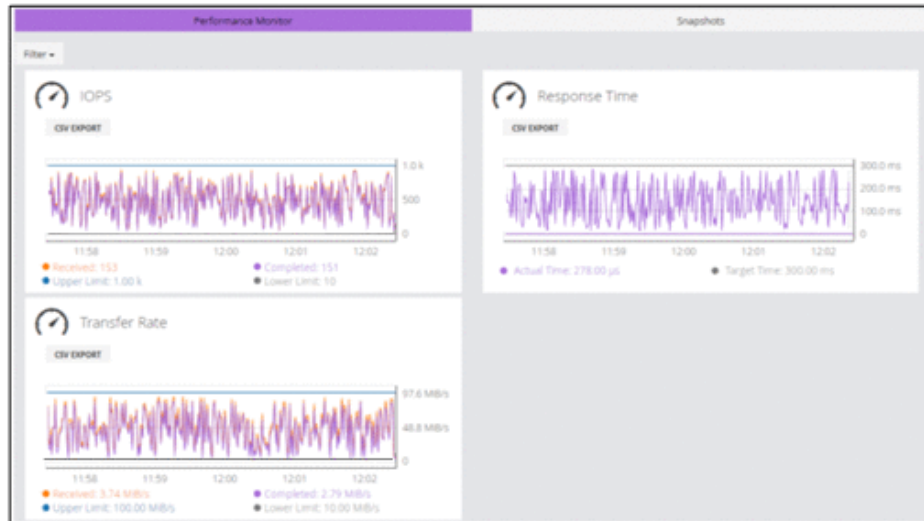 Performance Monitor
Snapshots
Filter
IOPS
CSV EXPORT
1.0 k
500
0
11:58 11:59 12:00 12:01 12:02
Received: 153 Completed: 151
Upper Limit: 1.00 k Lower Limit: 10
Response Time
CSV EXPORT
300.0 ms
200.0 ms
100.0 ms
0
11:58 11:59 12:00 12:01 12:02
Actual Time: 278.00 µs Target Time: 300.00 ms
Transfer Rate
CSV EXPORT
97.6 MiB/s
48.8 MiB/s
0
11:58 11:59 12:00 12:01 12:02
Received: 3.74 MiB/s Completed: 2.79 MiB/s
Upper Limit: 100.00 MiB/s Lower Limit: 10.00 MiB/s